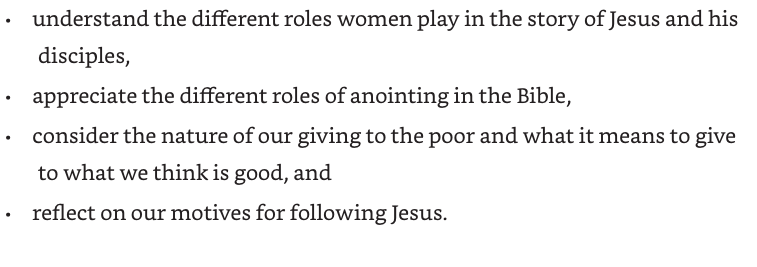 • understand the different roles women play in the story of Jesus and his
disciples,
• appreciate the different roles of anointing in the Bible,
• consider the nature of our giving to the poor and what it means to give
to what we think is good, and
• reflect on our motives for following Jesus.